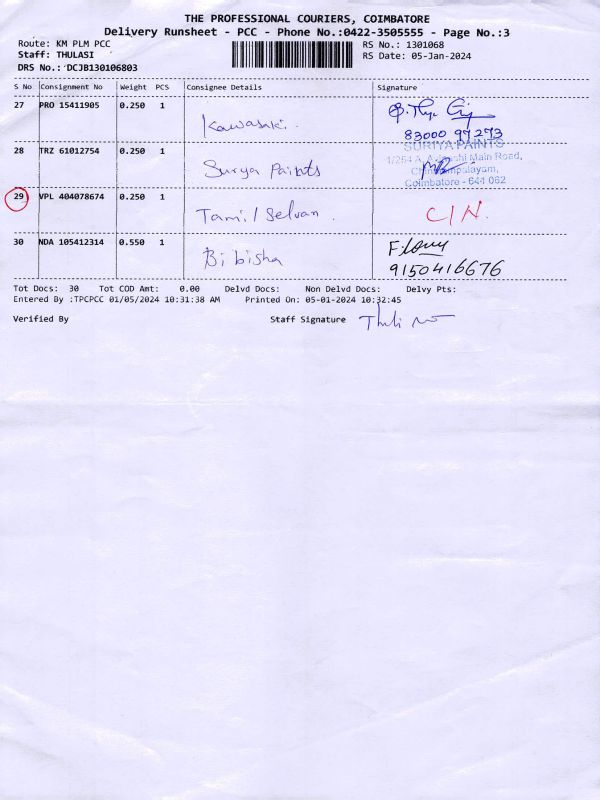 THE PROFESSIONAL COURIERS, COIMBATORE
Delivery Runsheet - PCC - Phone No.:0422-3505555 - Page No.:3
Route: KM PLM PCC
RS No.: 1301068
Staff: THULASI
RS Date: 05-Jan-2024
DRS No.: DCJB130106803
S No Consignment No Weight PCS Consignee Details Signature
27 PRO 15411905 0.250 1
Kawasaki.
83000 97273
28 TRZ 61012754 0.250 1
SURIYA PAINTS
Main Road,
Surya Paints
Coimbatore - 641 062
29 VPL 404078674 0.250 1
Tamil Selvan. C/N.
30 NDA 105412314 0.550 1
Bibisha
9150416676
Tot Docs: 30 Tot COD Amt: 0.00 Delvd Docs: Non Delvd Docs: Delvy Pts:
Entered By :TPCPCC 01/05/2024 10:31:38 AM Printed On: 05-01-2024 10:32:45
Verified By Staff Signature